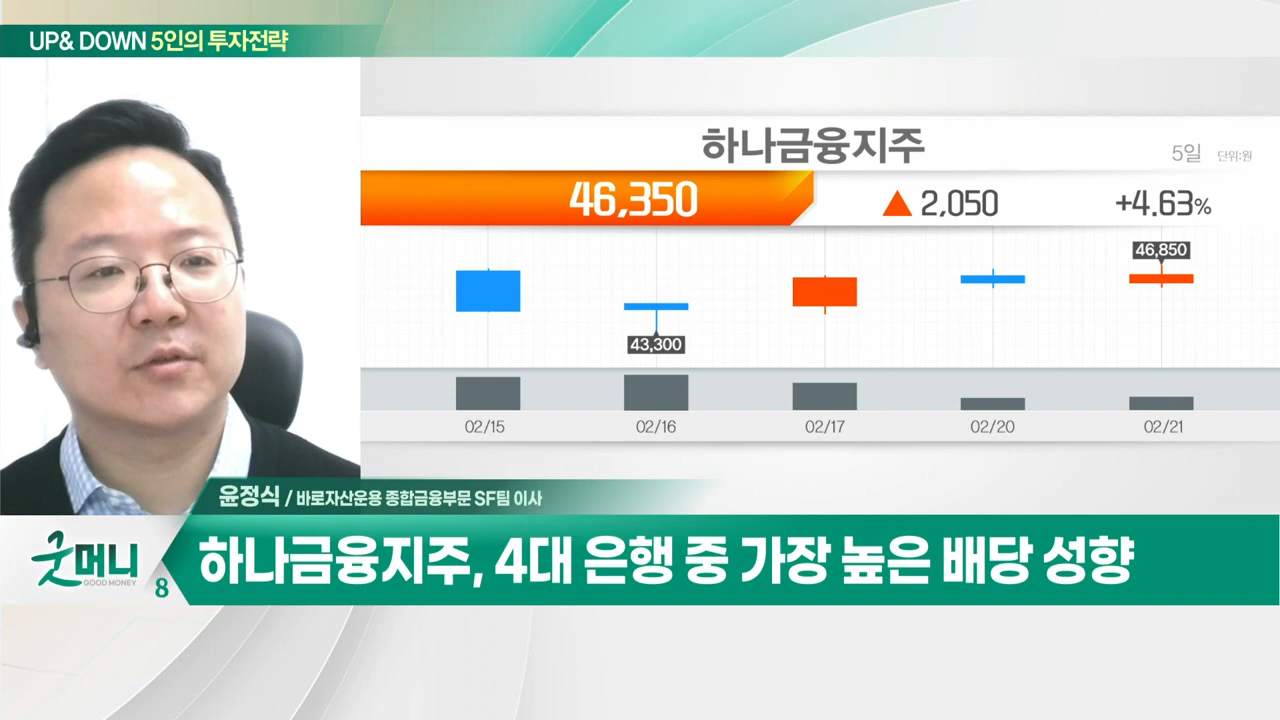 UP& DOWN 5인의 투자전략
하나금융지주
5일 단위:원
46,350 ▲ 2,050 +4.63%
46,850
43,300
02/15 02/16 02/17 02/20 02/21
윤정식 / 바로자산운용 종합금융부문 SF팀 이사
굿머니
GOOD MONEY
8
하나금융지주, 4대 은행 중 가장 높은 배당 성향